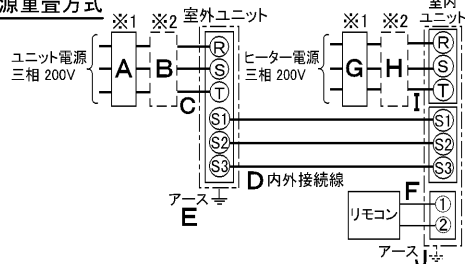 源重畳方式
※1 ※2 室外ユニット
ユニット電源
三相 200V
A B C
R
S
T
S1
S2
S3
D 内外接続線
アース
E
※1 ※2 室内
ユニット
ヒーター電源
三相 200V
G H I
R
S
T
S1
S2
S3
F
リモコン
1
2
アース
J